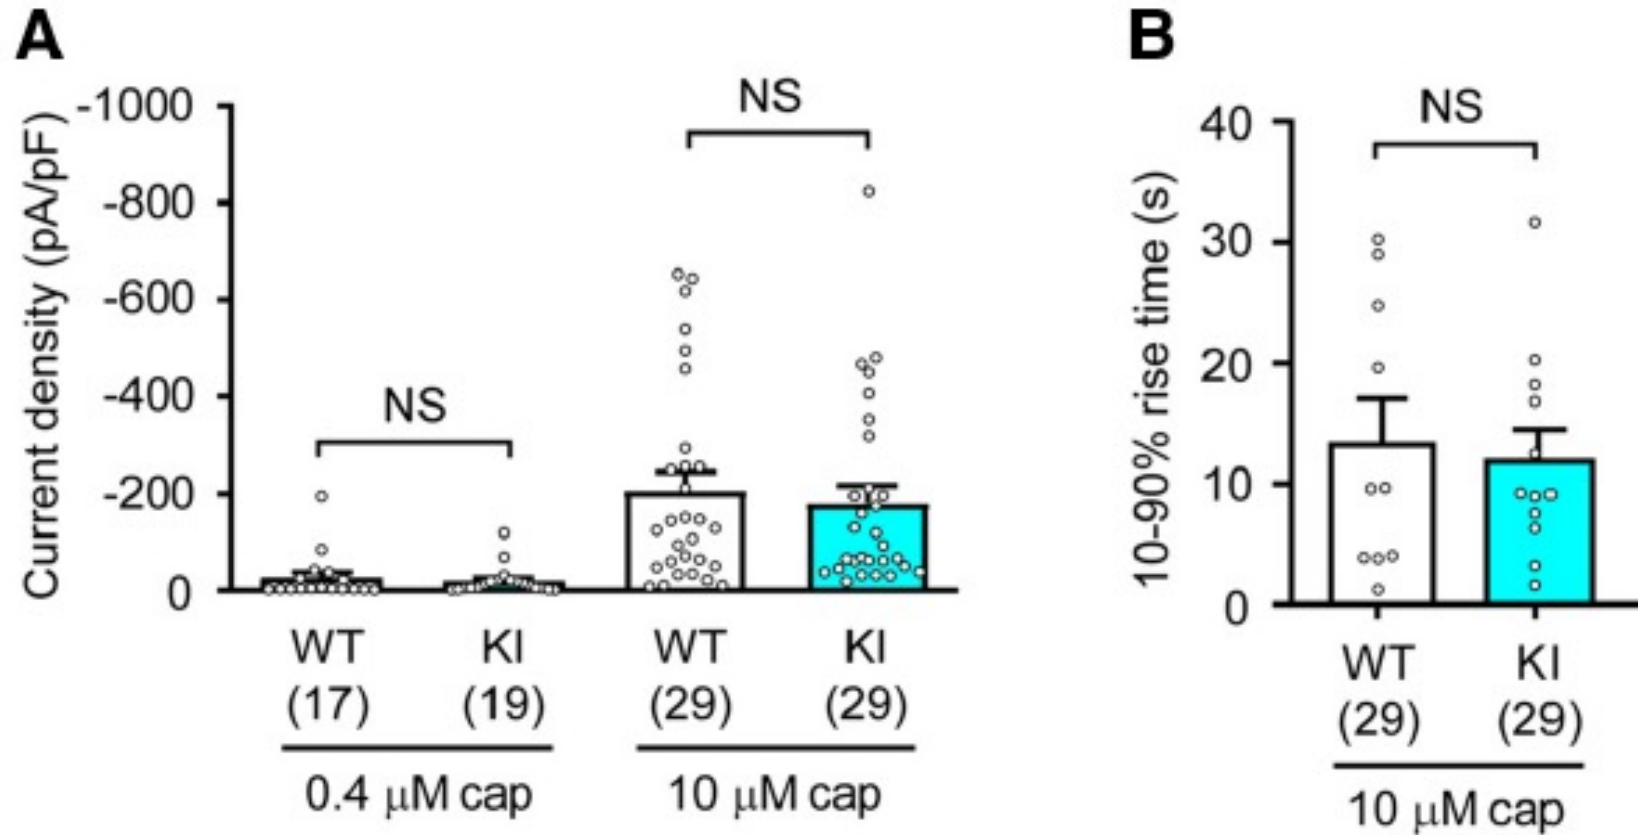 A
Current density (pA/pF)
-1000
-800
-600
-400
-200
0
NS
NS
WT KI WT KI
(17) (19) (29) (29)
0.4 μM cap 10 μM cap
B
10-90% rise time (s)
40
30
20
10
0
NS
WT KI
(29) (29)
10 μM cap